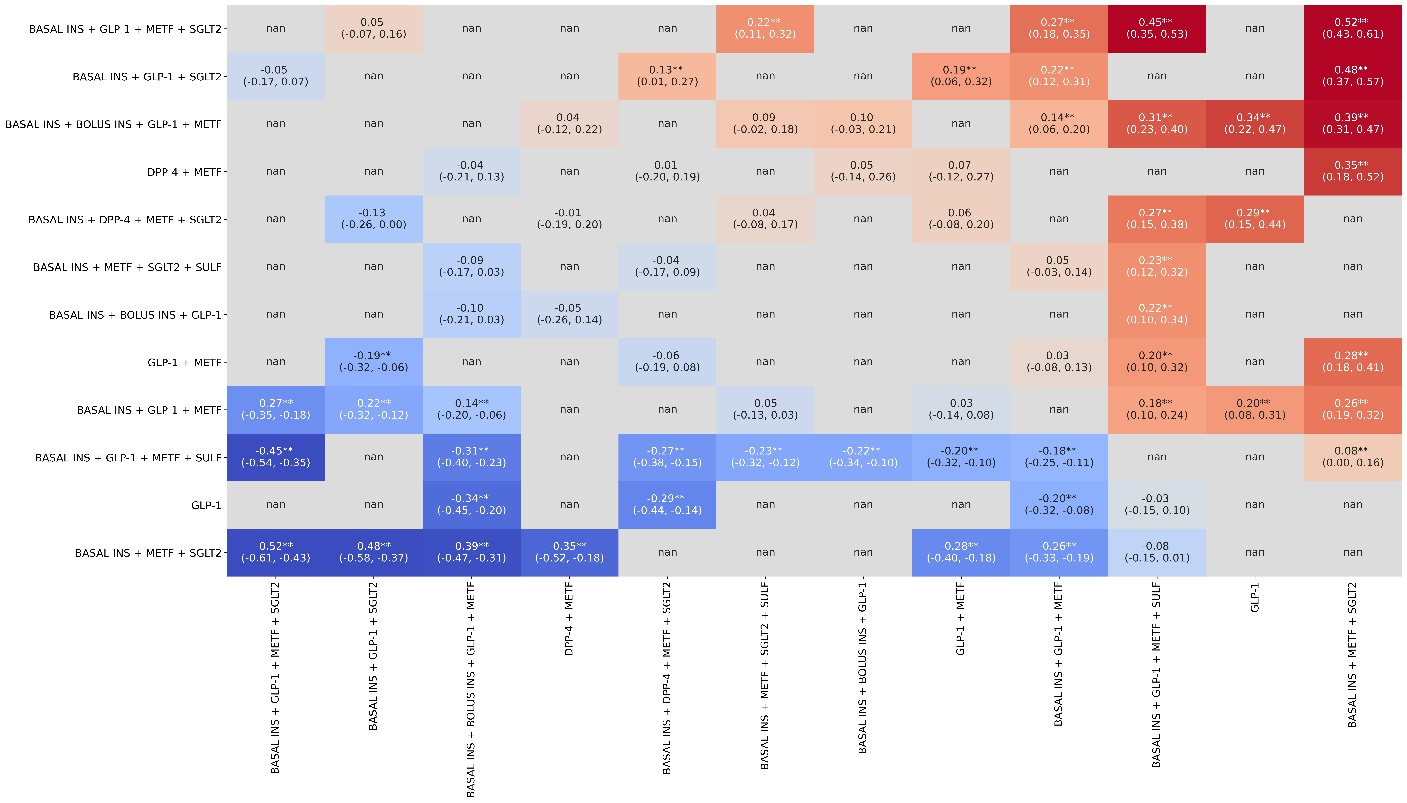 0.05 0.22** 0.27** 0.45** 0.52**
BASAL INS + GLP 1 + METF + SGLT2 nan nan nan nan nan nan nan
(-0.07, 0.16) (0.11, 0.32) (0.18, 0.35) (0.35, 0.53) (0.43, 0.61)
-0.05 0.13** 0.19** 0.22** 0.48**
BASAL INS + GLP-1 + SGLT2 nan nan nan nan nan nan nan
(-0.17, 0.07) (0.01, 0.27) (0.06, 0.32) (0.12, 0.31) (0.37, 0.57)
0.04 0.09 0.10 0.14** 0.31** 0.34** 0.39**
BASAL INS + BOLUS INS + GLP-1 + METF nan nan nan nan nan
(-0.12, 0.22) (-0.02, 0.18) (-0.03, 0.21) (0.06, 0.20) (0.23, 0.40) (0.22, 0.47) (0.31, 0.47)
-0.04 0.01 0.05 0.07 0.35**
DPP 4 + METF nan nan nan nan nan nan nan
(-0.21, 0.13) (-0.20, 0.19) (-0.14, 0.26) (-0.12, 0.27) (0.18, 0.52)
-0.13 -0.01 0.04 0.06 0.27** 0.29**
BASAL INS + DPP-4 + METF + SGLT2 nan nan nan nan nan nan
(-0.26, 0.00) (-0.19, 0.20) (-0.08, 0.17) (-0.08, 0.20) (0.15, 0.38) (0.15, 0.44)
-0.09 -0.04 0.05 0.23**
BASAL INS + METF + SGLT2 + SULF nan nan nan nan nan nan nan nan
(-0.17, 0.03) (-0.17, 0.09) (-0.03, 0.14) (0.12, 0.32)
-0.10 -0.05 0.22**
BASAL INS + BOLUS INS + GLP-1 nan nan nan nan nan nan nan nan nan
(-0.21, 0.03) (-0.26, 0.14) (0.10, 0.34)
-0.19** -0.06 0.03 0.20** 0.28**
GLP-1 + METF nan nan nan nan nan nan nan
(-0.32, -0.06) (-0.19, 0.08) (-0.08, 0.13) (0.10, 0.32) (0.18, 0.41)
0.27** 0.22** 0.14** 0.05 0.03 0.18** 0.20** 0.26**
BASAL INS + GLP 1 + METF nan nan nan nan
(-0.35, -0.18) (-0.32, -0.12) (-0.20, -0.06) (-0.13, 0.03) (-0.14, 0.08) (0.10, 0.24) (0.08, 0.31) (0.19, 0.32)
-0.45** -0.31** -0.27** -0.23** -0.22** -0.20** -0.18** 0.08**
BASAL INS + GLP-1 + METF + SULF nan nan nan nan
(-0.54, -0.35) (-0.40, -0.23) (-0.38, -0.15) (-0.32, -0.12) (-0.34, -0.10) (-0.32, -0.10) (-0.25, -0.11) (0.00, 0.16)
-0.34** -0.29** -0.20** -0.03
GLP-1 nan nan nan nan nan nan nan nan
(-0.45, -0.20) (-0.44, -0.14) (-0.32, -0.08) (-0.15, 0.10)
0.52** 0.48** 0.39** 0.35** 0.28** 0.26** -0.08
BASAL INS + METF + SGLT2 nan nan nan nan nan
(-0.61, -0.43) (-0.58, -0.37) (-0.47, -0.31) (-0.52, -0.18) (-0.40, -0.18) (-0.33, -0.19) (-0.15, 0.01)
BASAL INS + GLP-1 + METF + SGLT2
BASAL INS + GLP-1 + SGLT2
BASAL INS + BOLUS INS + GLP-1 + METF
DPP-4 + METF
BASAL INS + DPP-4 + METF + SGLT2
BASAL INS + METF + SGLT2 + SULF
BASAL INS + BOLUS INS + GLP-1
GLP-1 + METF
BASAL INS + GLP-1 + METF
BASAL INS + GLP-1 + METF + SULF
GLP-1
BASAL INS + METF + SGLT2